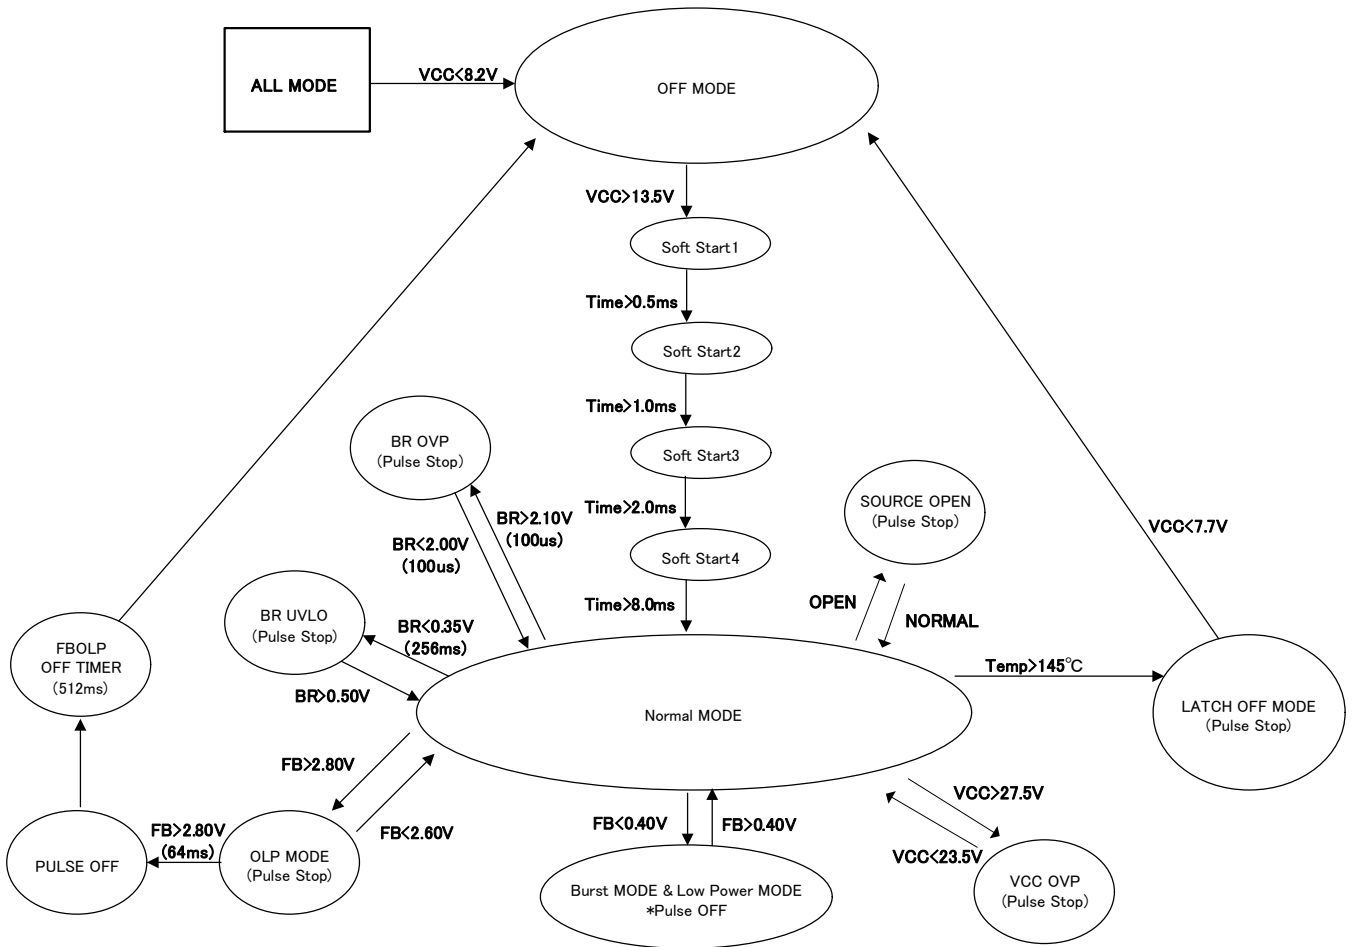 ALL MODE
VCC<8.2V
OFF MODE
VCC>13.5V
Soft Start1
Time>0.5ms
Soft Start2
Time>1.0ms
Soft Start3
Time>2.0ms
Soft Start4
Time>8.0ms
BR OVP
(Pulse Stop)
BR>2.10V
(100us)
BR<2.00V
(100us)
SOURCE OPEN
(Pulse Stop)
OPEN
NORMAL
VCC<7.7V
BR UVLO
(Pulse Stop)
BR<0.35V
(256ms)
BR>0.50V
FBOLP
OFF TIMER
(512ms)
Normal MODE
Temp>145℃
LATCH OFF MODE
(Pulse Stop)
FB>2.80V
FB<2.60V
FB>2.80V
(64ms)
PULSE OFF
OLP MODE
(Pulse Stop)
FB<0.40V
FB>0.40V
Burst MODE & Low Power MODE
*Pulse OFF
VCC>27.5V
VCC<23.5V
VCC OVP
(Pulse Stop)